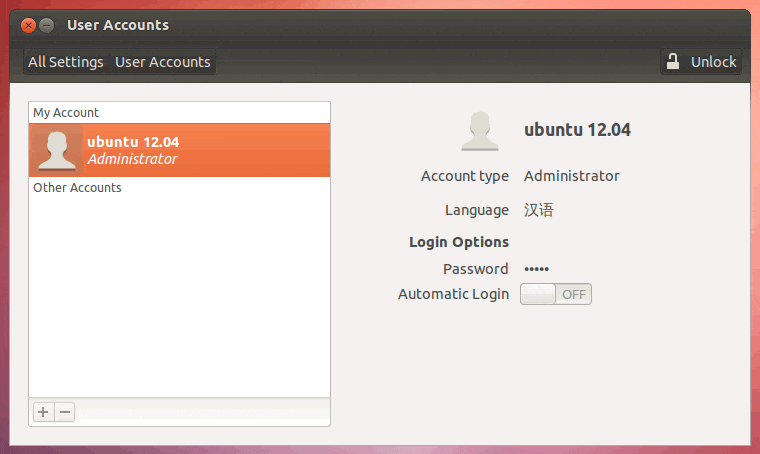 User Accounts
All Settings User Accounts Unlock
My Account
ubuntu 12.04
Administrator
Other Accounts
ubuntu 12.04
Account type Administrator
Language 汉语
Login Options
Password •••••
Automatic Login OFF